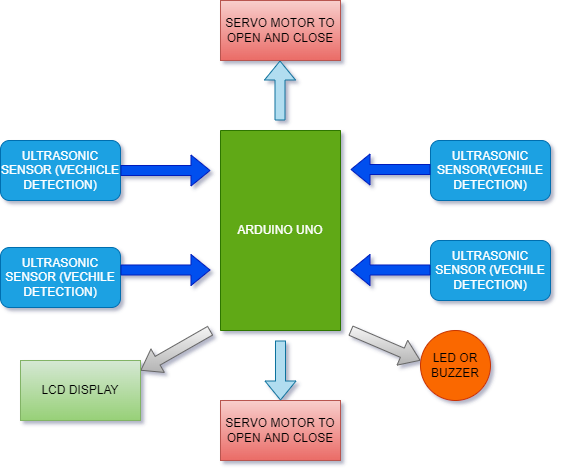 SERVO MOTOR TO
OPEN AND CLOSE
ULTRASONIC
SENSOR (VECHICLE
DETECTION)
ULTRASONIC
SENSOR(VECHILE
DETECTION)
ARDUINO UNO
ULTRASONIC
SENSOR (VECHILE
DETECTION)
ULTRASONIC
SENSOR (VECHILE
DETECTION)
LCD DISPLAY
LED OR
BUZZER
SERVO MOTOR TO
OPEN AND CLOSE